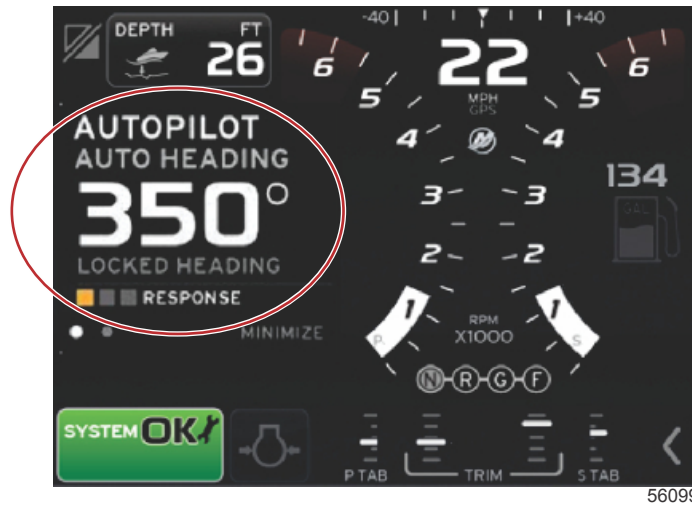 DEPTH FT
26
-40 +40
22
MPH
GPS
6 6
5 5
4 4
3 3
2 2
1 1
P. S
RPM
X1000
N R G F
134
GAL
AUTOPILOT
AUTO HEADING
350°
LOCKED HEADING
RESPONSE
MINIMIZE
SYSTEM OK
P TAB TRIM S TAB
56099